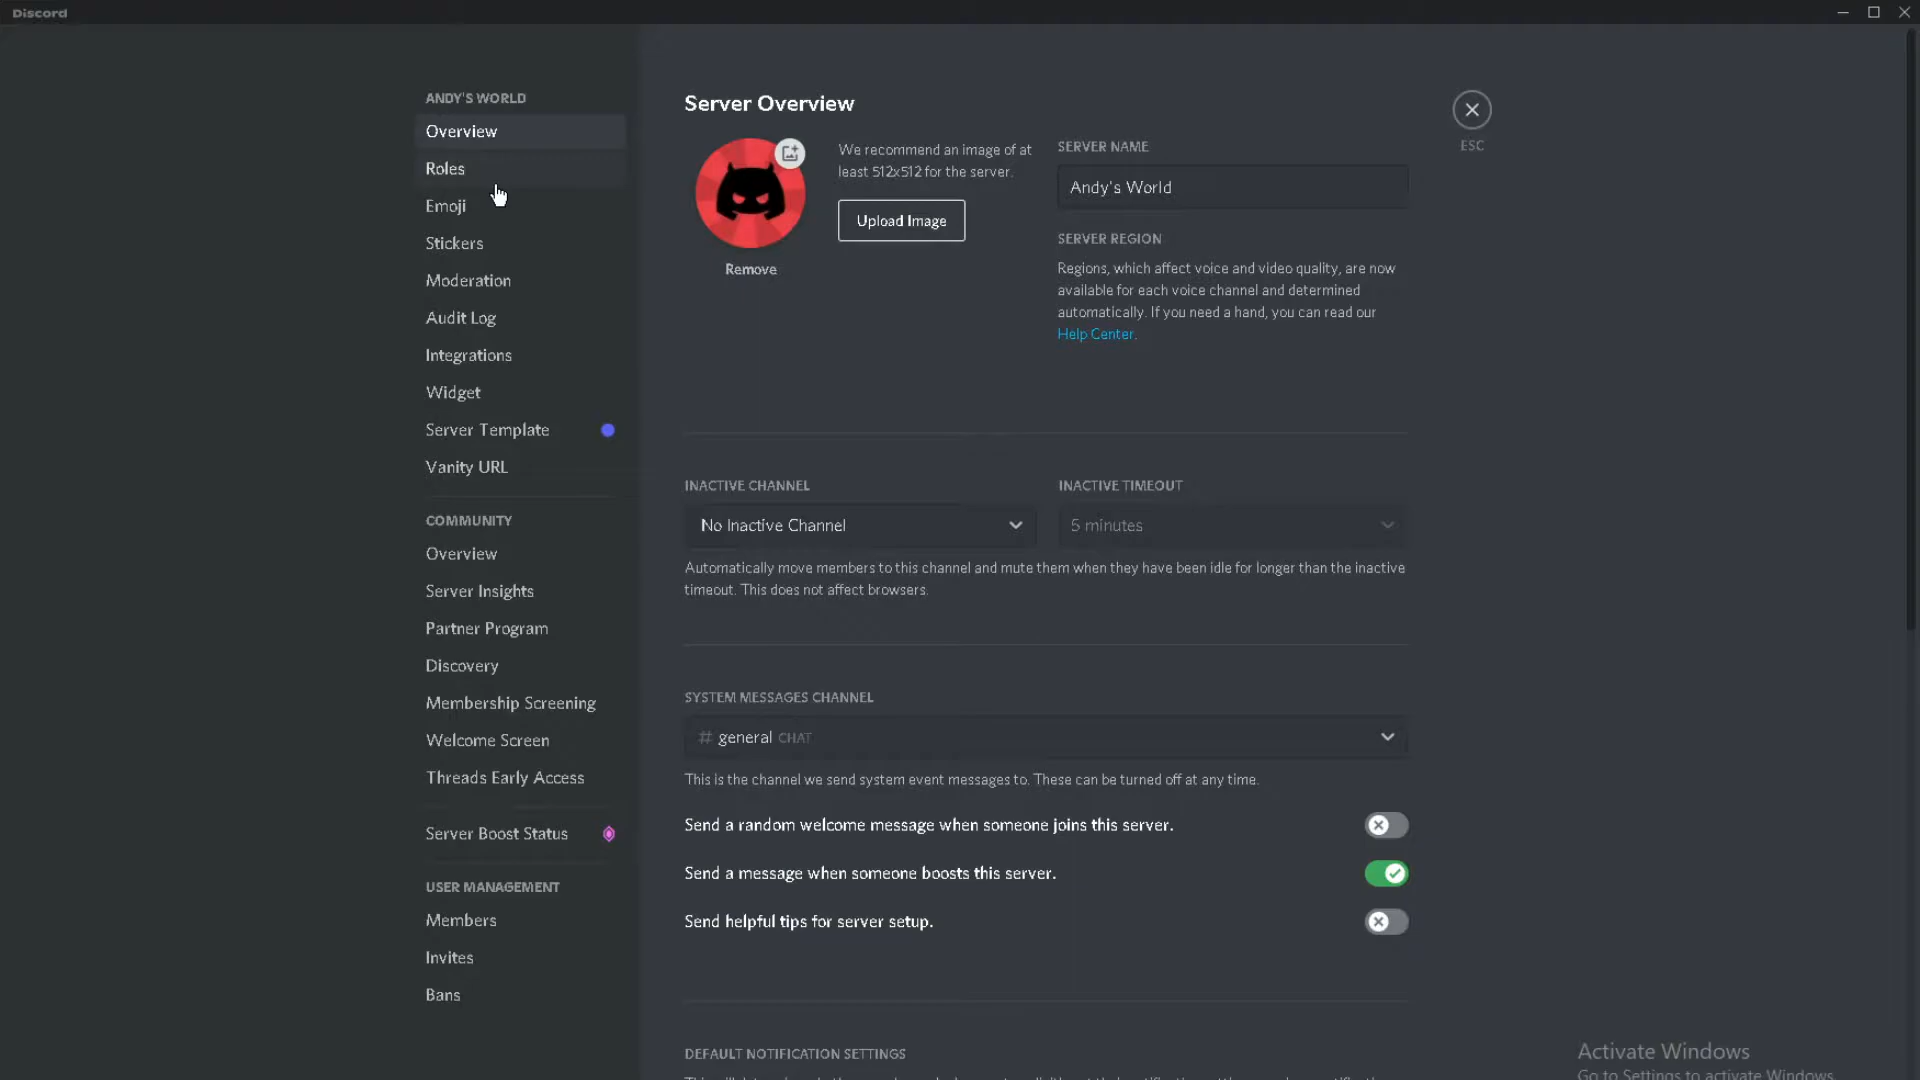 Discord
ANDY'S WORLD
Overview
Roles
Emoji
Stickers
Moderation
Audit Log
Integrations
Widget
Server Template
Vanity URL
COMMUNITY
Overview
Server Insights
Partner Program
Discovery
Membership Screening
Welcome Screen
Threads Early Access
Server Boost Status
USER MANAGEMENT
Members
Invites
Bans
Server Overview
We recommend an image of at
least 512x512 for the server.
Upload Image
Remove
SERVER NAME
Andy's World
SERVER REGION
Regions, which affect voice and video quality, are now
available for each voice channel and determined
automatically. If you need a hand, you can read our
Help Center.
ESC
INACTIVE CHANNEL
No Inactive Channel
INACTIVE TIMEOUT
5 minutes
Automatically move members to this channel and mute them when they have been idle for longer than the inactive
timeout. This does not affect browsers.
SYSTEM MESSAGES CHANNEL
# general CHAT
This is the channel we send system event messages to. These can be turned off at any time.
Send a random welcome message when someone joins this server.
Send a message when someone boosts this server.
Send helpful tips for server setup.
DEFAULT NOTIFICATION SETTINGS
Activate Windows
Go to Settings to activate Windows.